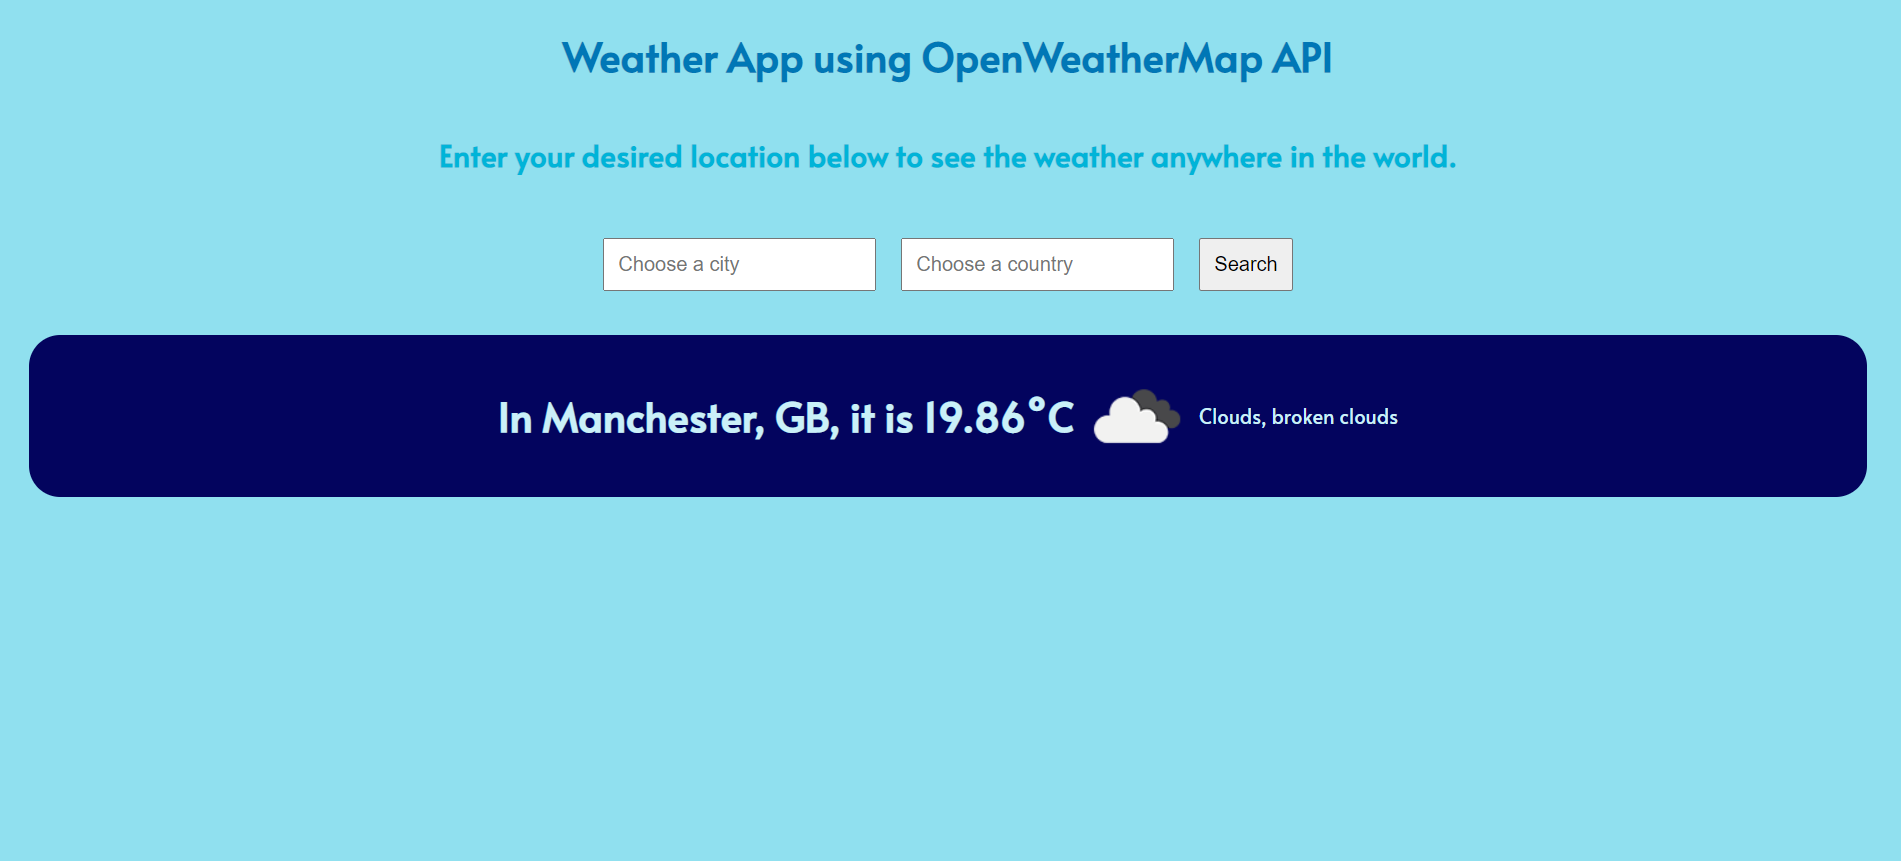 Weather App using OpenWeatherMap API
Enter your desired location below to see the weather anywhere in the world.
Choose a city Choose a country Search
In Manchester, GB, it is 19.86°C Clouds, broken clouds